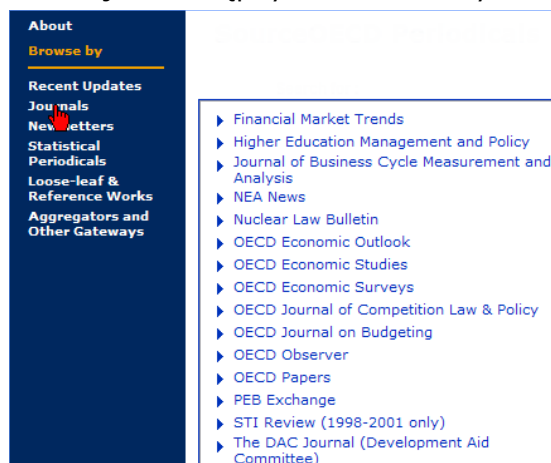 About
Browse by
Recent Updates
Journals
Newsletters
Statistical
Periodicals
Loose-leaf &
Reference Works
Aggregators and
Other Gateways
Financial Market Trends
Higher Education Management and Policy
Journal of Business Cycle Measurement and
Analysis
NEA News
Nuclear Law Bulletin
OECD Economic Outlook
OECD Economic Studies
OECD Economic Surveys
OECD Journal of Competition Law & Policy
OECD Journal on Budgeting
OECD Observer
OECD Papers
PEB Exchange
STI Review (1998-2001 only)
The DAC Journal (Development Aid
Committee)